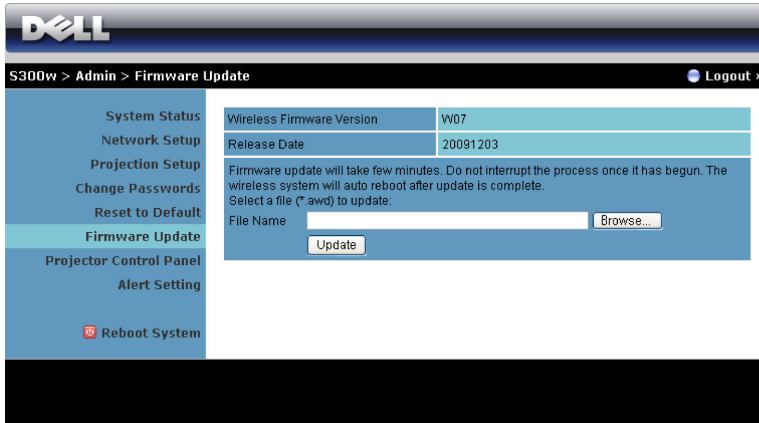 DELL
S300w > Admin > Firmware Update
Logout »
System Status
Network Setup
Projection Setup
Change Passwords
Reset to Default
Firmware Update
Projector Control Panel
Alert Setting
Reboot System
Wireless Firmware Version W07
Release Date 20091203
Firmware update will take few minutes. Do not interrupt the process once it has begun. The
wireless system will auto reboot after update is complete.
Select a file (*.awd) to update:
File Name Browse...
Update